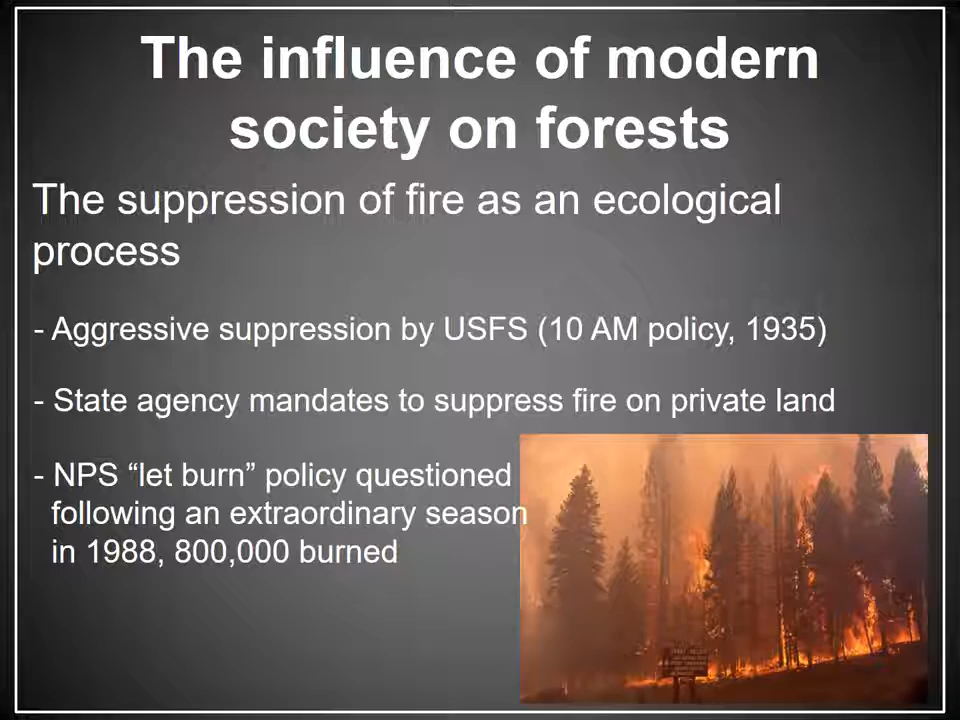 The influence of modern
society on forests
The suppression of fire as an ecological
process
- Aggressive suppression by USFS (10 AM policy, 1935)
- State agency mandates to suppress fire on private land
- NPS “let burn” policy questioned
following an extraordinary season
in 1988, 800,000 burned